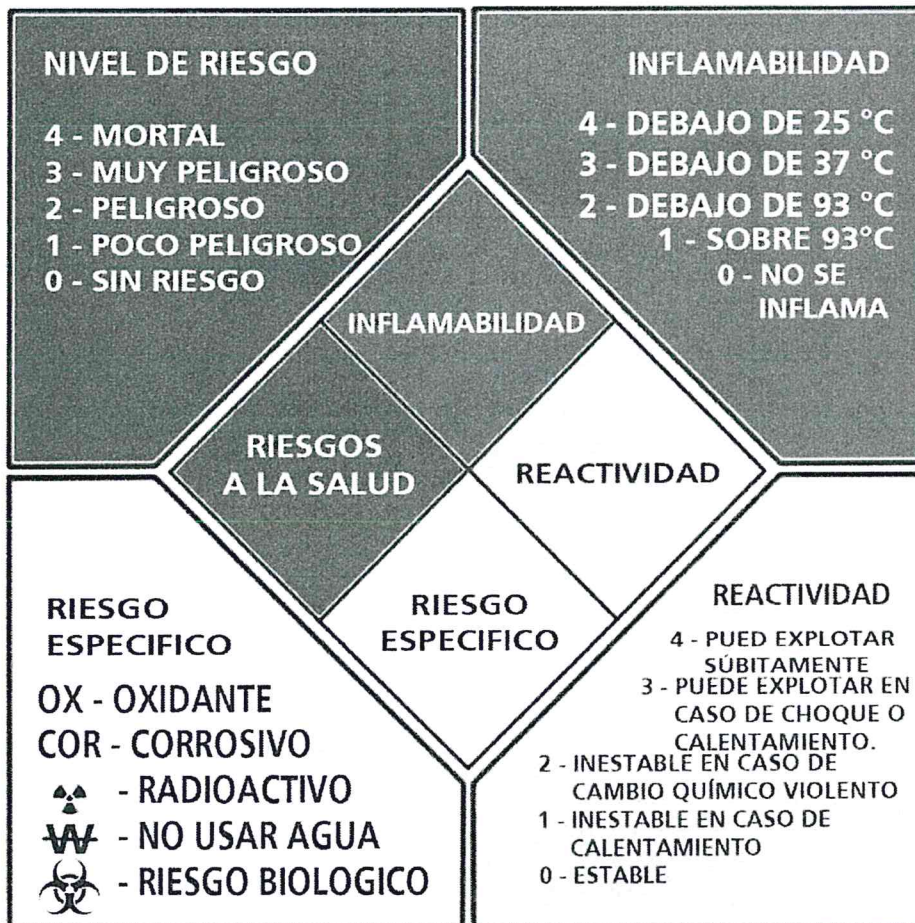 NIVEL DE RIESGO
4 - MORTAL
3 - MUY PELIGROSO
2 - PELIGROSO
1 - POCO PELIGROSO
0 - SIN RIESGO
INFLAMABILIDAD
4 - DEBAJO DE 25 °C
3 - DEBAJO DE 37 °C
2 - DEBAJO DE 93 °C
1 - SOBRE 93°C
0 - NO SE
INFLAMA
INFLAMABILIDAD
RIESGOS
A LA SALUD
REACTIVIDAD
RIESGO
ESPECIFICO
RIESGO
ESPECIFICO
OX - OXIDANTE
COR - CORROSIVO
- RADIOACTIVO
W - NO USAR AGUA
- RIESGO BIOLOGICO
REACTIVIDAD
4 - PUED EXPLOTAR
SÚBITAMENTE
3 - PUEDE EXPLOTAR EN
CASO DE CHOQUE O
CALENTAMIENTO.
2 - INESTABLE EN CASO DE
CAMBIO QUÍMICO VIOLENTO
1 - INESTABLE EN CASO DE
CALENTAMIENTO
0 - ESTABLE